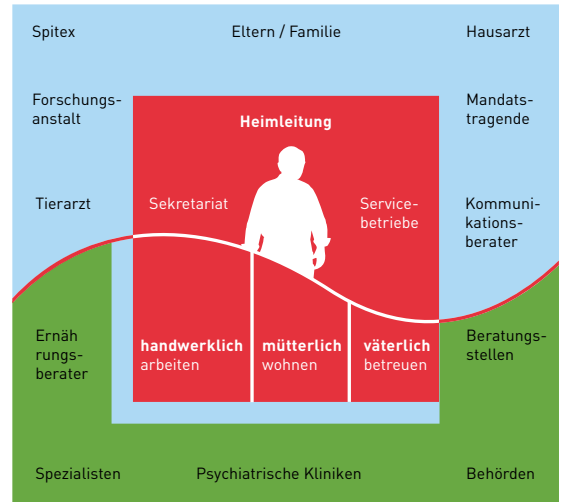 Spitex
Eltern / Familie
Hausarzt
Forschungs-
anstalt
Mandats-
tragende
Heimleitung
Tierarzt
Sekretariat
Service-
betriebe
Kommuni-
kations-
berater
Ernäh
rungs-
berater
handwerklich
arbeiten
mütterlich
wohnen
väterlich
betreuen
Beratungs-
stellen
Spezialisten
Psychiatrische Kliniken
Behörden